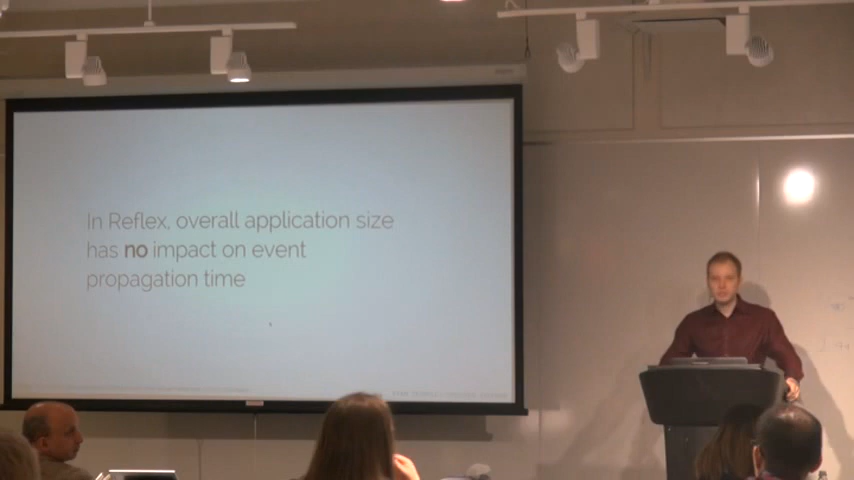 In Reflex, overall application size
has no impact on event
propagation time